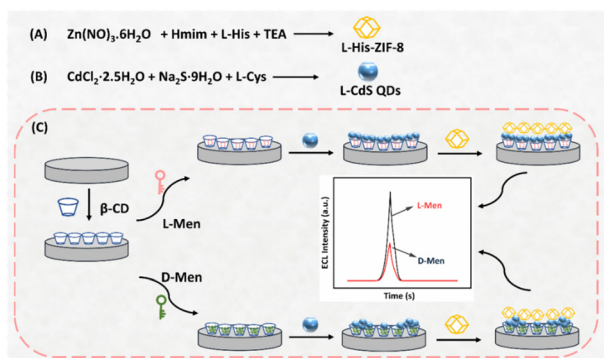 (A) Zn(NO)3.6H2O + Hmim + L-His + TEA
L-His-ZIF-8
(B) CdCl2·2.5H2O + Na2S·9H2O + L-Cys
L-CdS QDs
(C)
β-CD
L-Men
D-Men
ECL Intensity (a.u.)
L-Men
D-Men
Time (s)